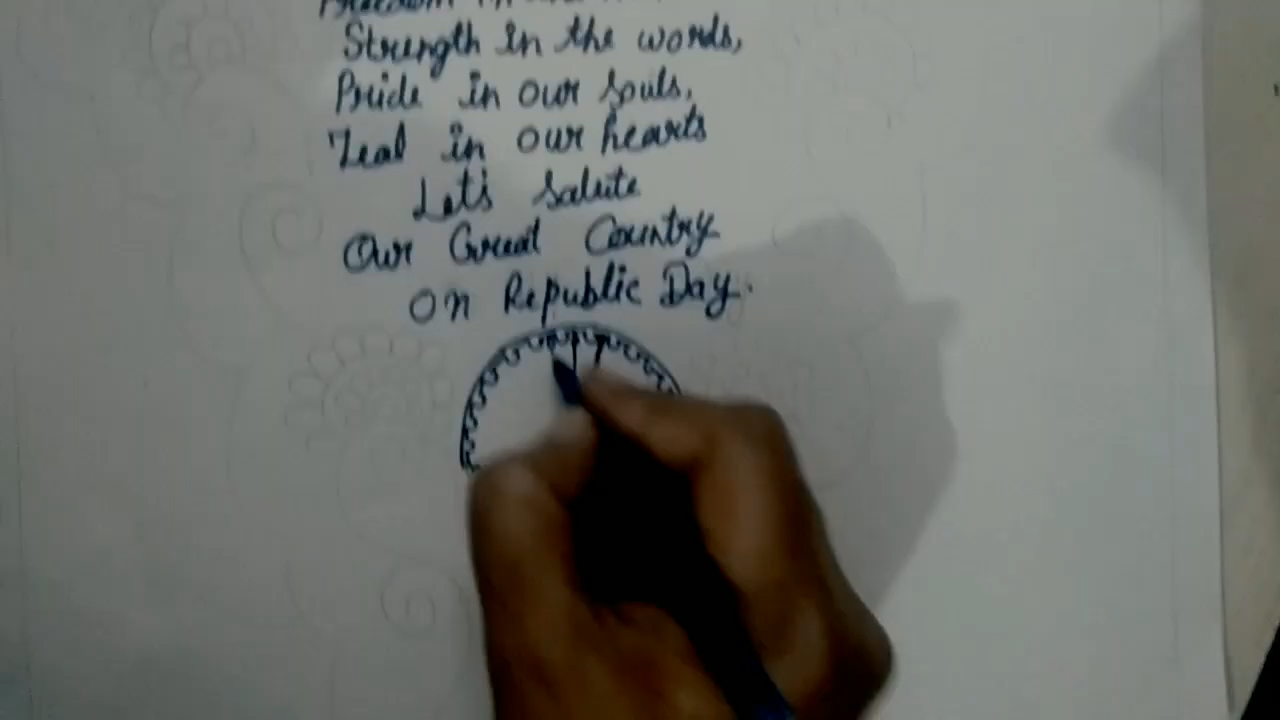 Strength in the words,
Pride in our souls,
Zeal in our hearts
Let's Salute
Our Great Country
On Republic Day.